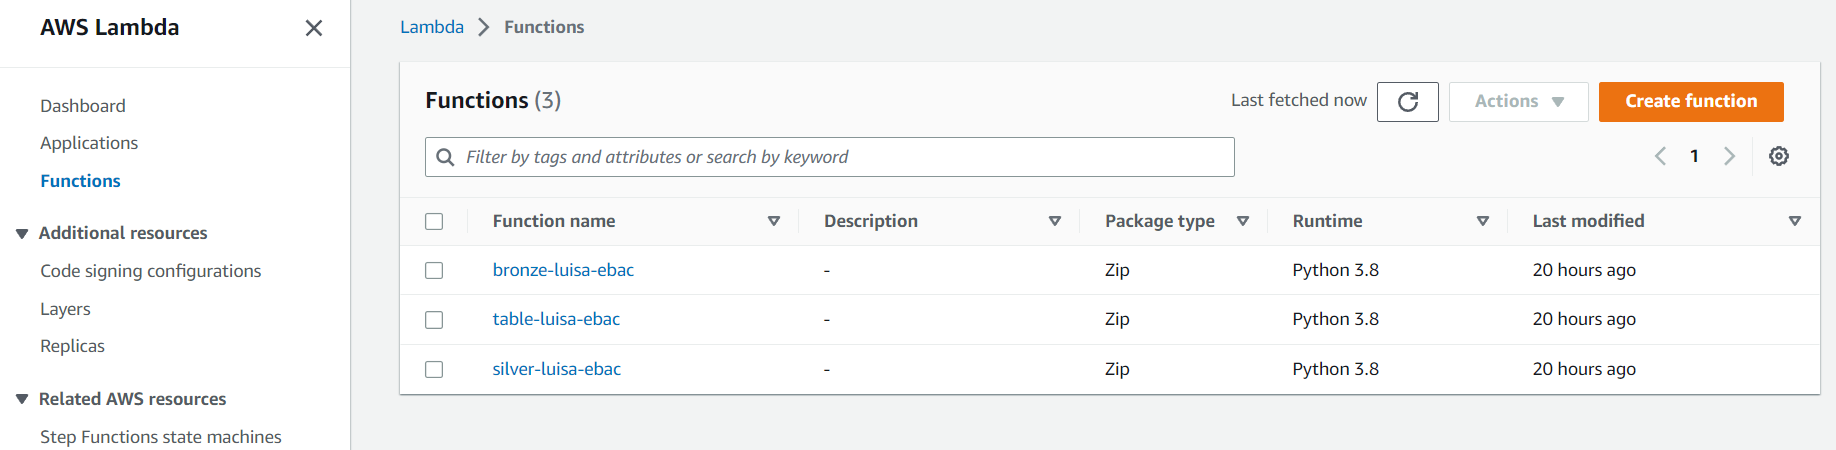 AWS Lambda
Dashboard
Applications
Functions
Additional resources
Code signing configurations
Layers
Replicas
Related AWS resources
Step Functions state machines
Lambda > Functions
Functions (3)
Last fetched now
Actions
Create function
Filter by tags and attributes or search by keyword
1
Function name Description Package type Runtime Last modified
bronze-luisa-ebac - Zip Python 3.8 20 hours ago
table-luisa-ebac - Zip Python 3.8 20 hours ago
silver-luisa-ebac - Zip Python 3.8 20 hours ago